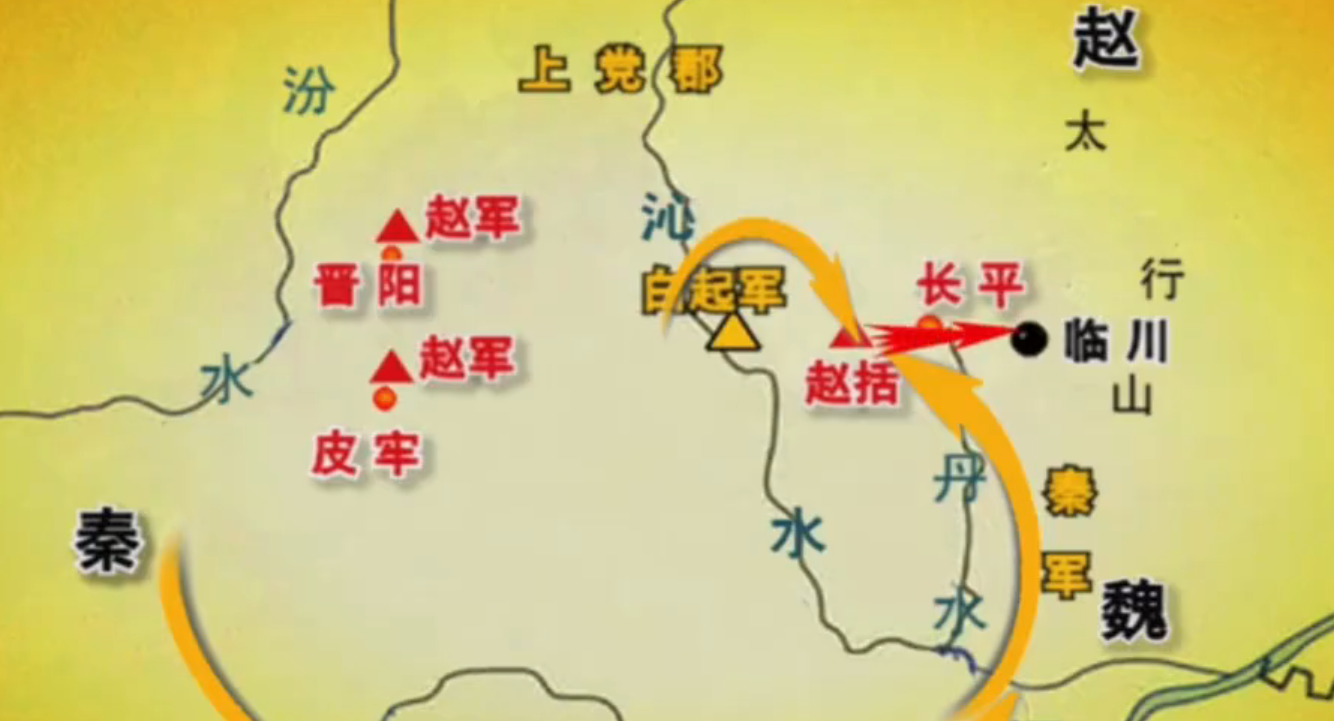 赵
上党郡
汾
太
赵军
沁
行
晋阳
白起军
长平
临川
赵军
水
赵括
山
皮牢
丹
秦
秦军
水
水
魏